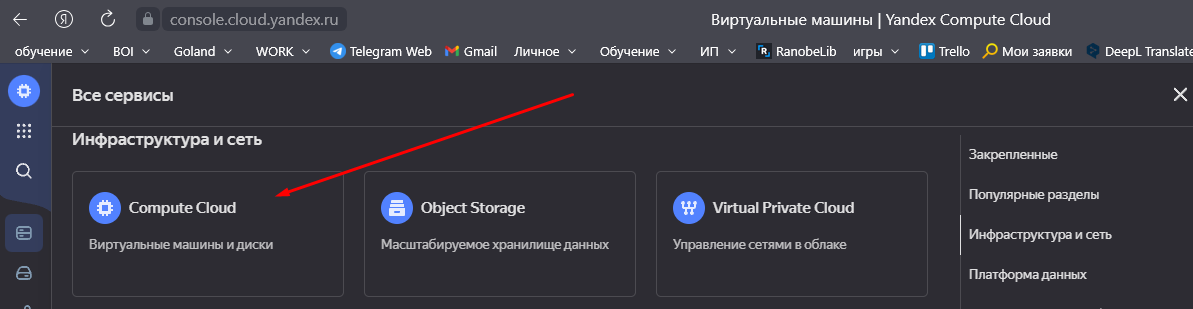 console.cloud.yandex.ru
Виртуальные машины | Yandex Compute Cloud
обучение
BOI
Goland
WORK
Telegram Web
Gmail
Личное
Обучение
ИП
RanobeLib
игры
Trello
Мои заявки
DeepL Translate
Все сервисы
Инфраструктура и сеть
Compute Cloud
Виртуальные машины и диски
Object Storage
Масштабируемое хранилище данных
Virtual Private Cloud
Управление сетями в облаке
Закрепленные
Популярные разделы
Инфраструктура и сеть
Платформа данных